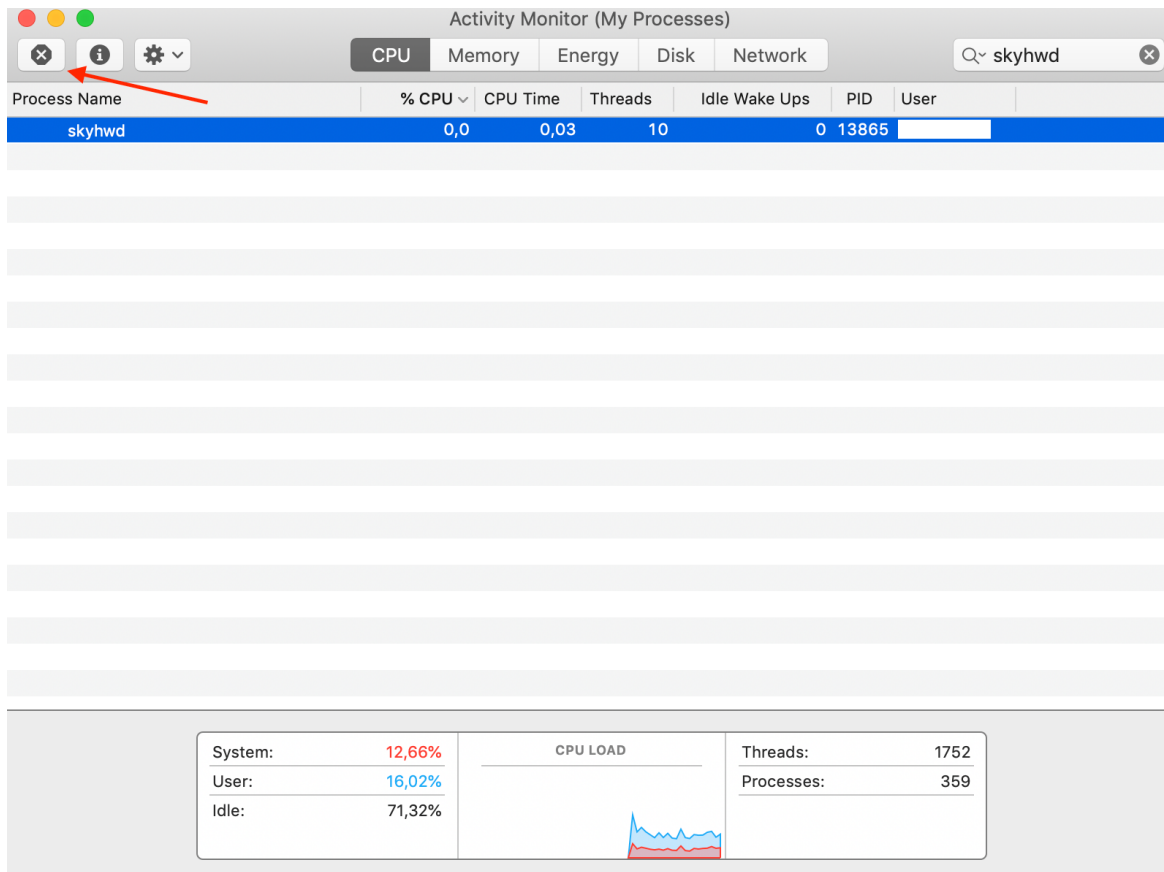 Activity Monitor (My Processes)
CPU Memory Energy Disk Network skyhwd
Process Name % CPU CPU Time Threads Idle Wake Ups PID User
skyhwd 0,0 0,03 10 0 13865
System: 12,66% CPU LOAD Threads: 1752
User: 16,02% Processes: 359
Idle: 71,32%